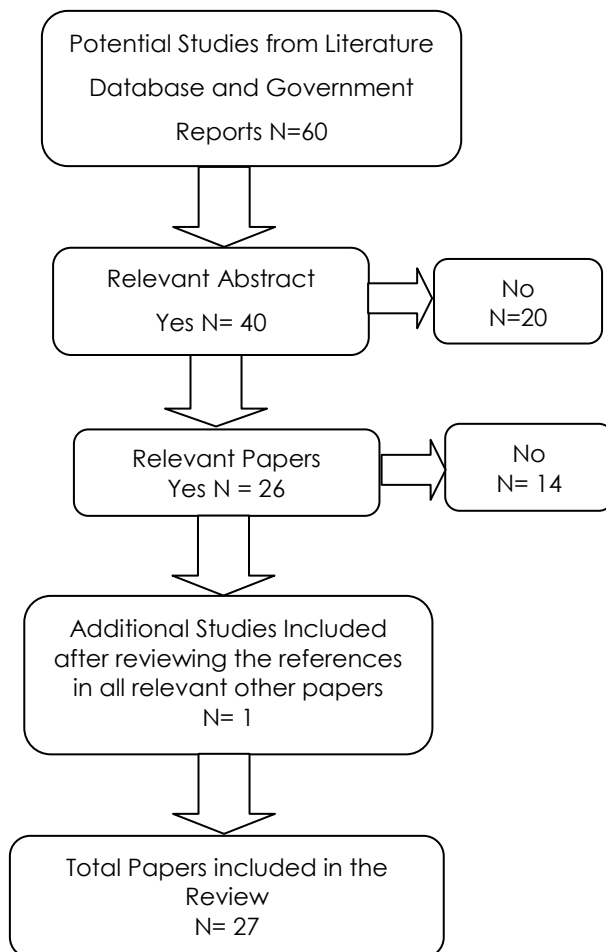 Potential Studies from Literature
Database and Government
Reports N=60
Relevant Abstract
Yes N= 40
No
N=20
Relevant Papers
Yes N = 26
No
N= 14
Additional Studies Included
after reviewing the references
in all relevant other papers
N= 1
Total Papers included in the
Review
N= 27